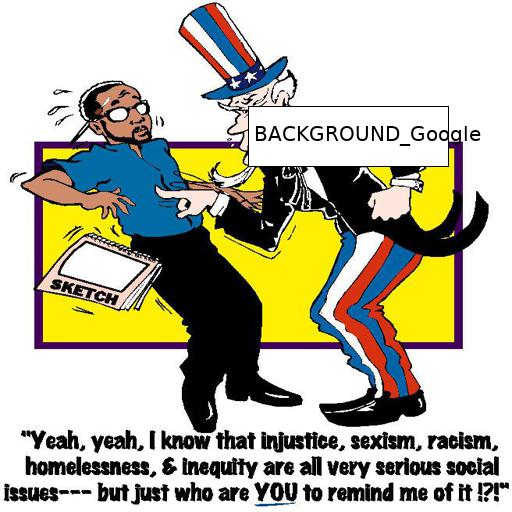 BACKGROUND_Google
SKETCH
"Yeah, yeah, I know that injustice, sexism, racism,
homelessness, & inequity are all very serious social
issues--- but just who are YOU to remind me of it !?!"